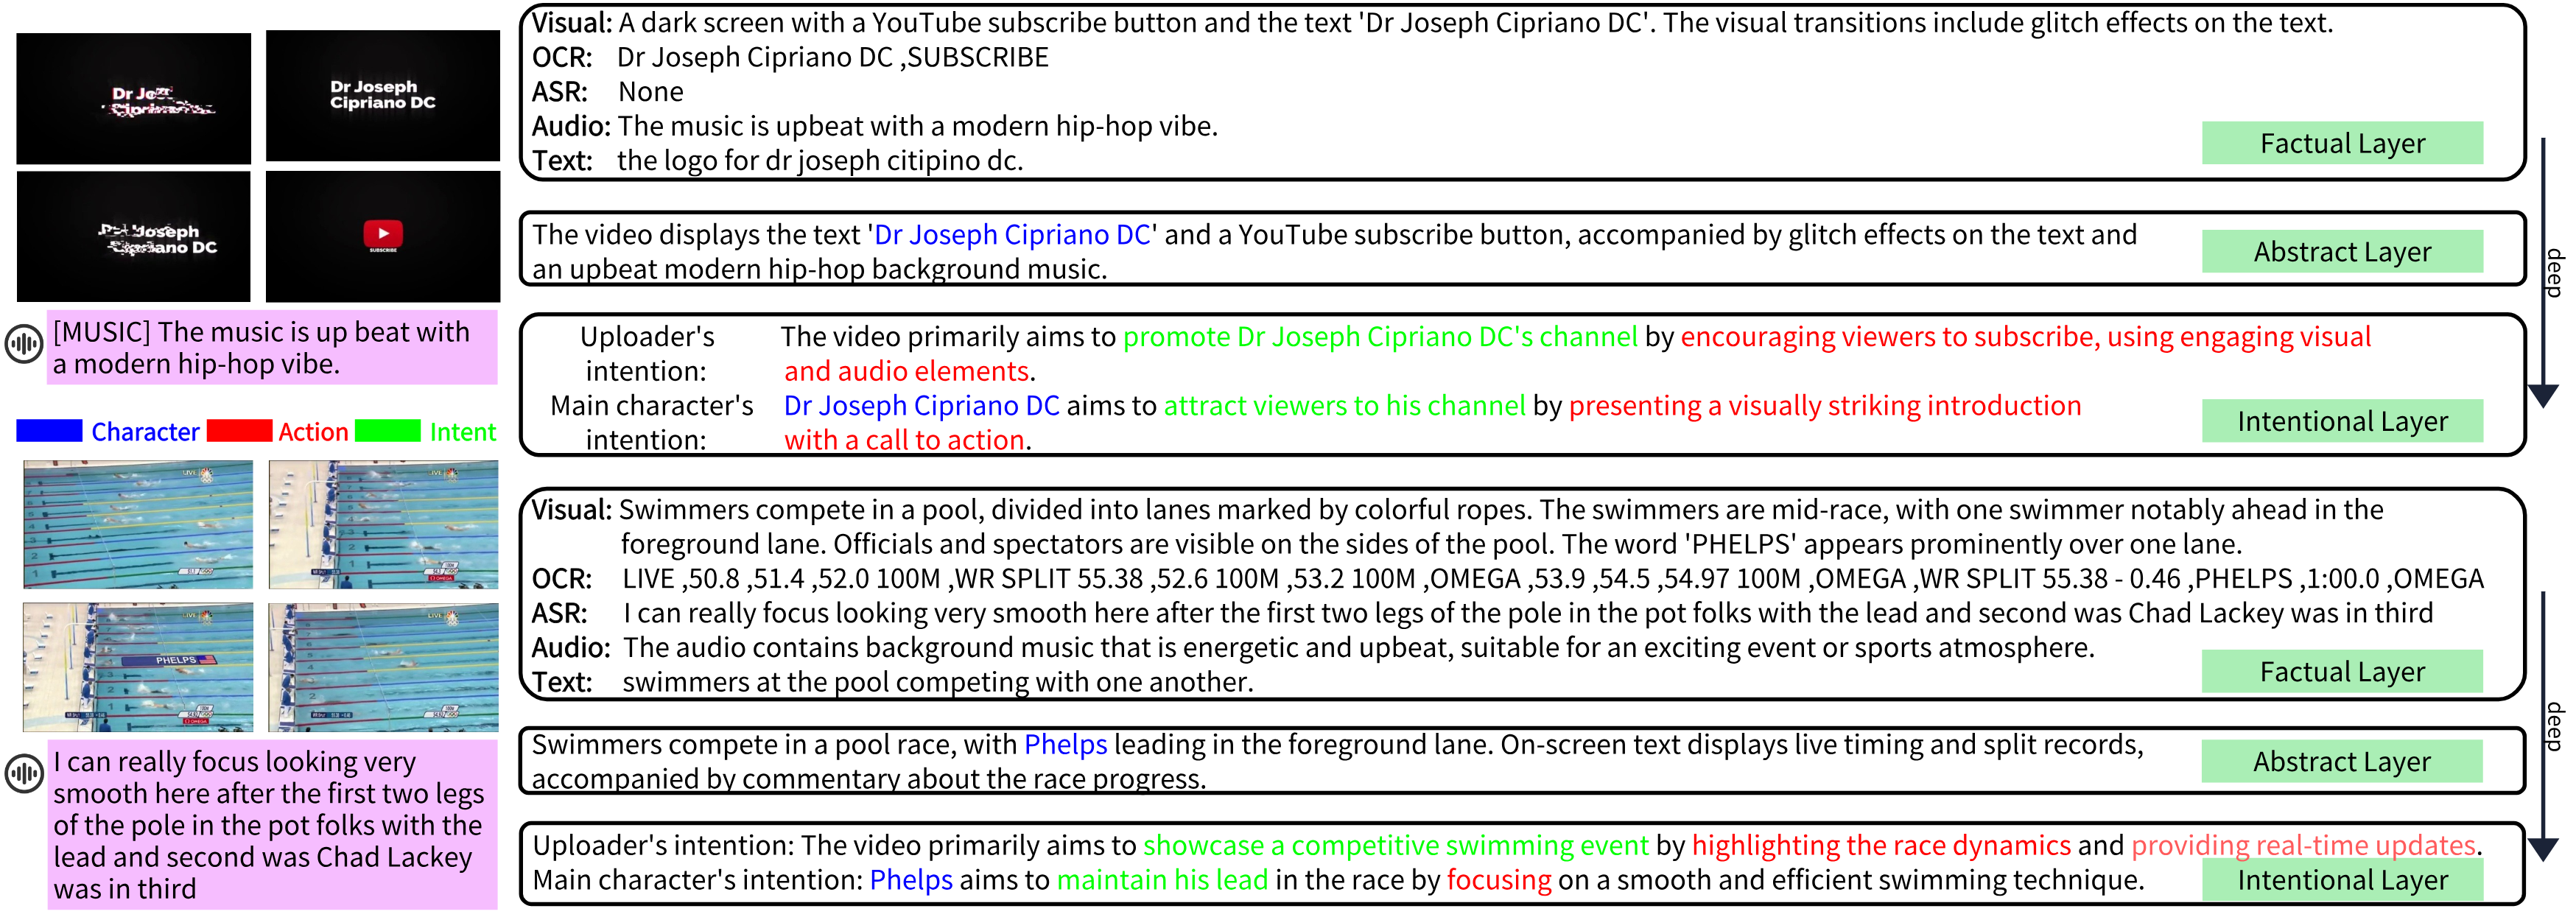 Dr Joseph
Cipriano DC
SUBSCRIBE
[MUSIC] The music is up beat with
a modern hip-hop vibe.
Character Action Intent
Visual: A dark screen with a YouTube subscribe button and the text 'Dr Joseph Cipriano DC'. The visual transitions include glitch effects on the text.
OCR: Dr Joseph Cipriano DC ,SUBSCRIBE
ASR: None
Audio: The music is upbeat with a modern hip-hop vibe.
Text: the logo for dr joseph citipino dc.
Factual Layer
The video displays the text 'Dr Joseph Cipriano DC' and a YouTube subscribe button, accompanied by glitch effects on the text and
an upbeat modern hip-hop background music.
Abstract Layer
Uploader's intention: The video primarily aims to promote Dr Joseph Cipriano DC's channel by encouraging viewers to subscribe, using engaging visual
and audio elements.
Main character's intention: Dr Joseph Cipriano DC aims to attract viewers to his channel by presenting a visually striking introduction
with a call to action.
Intentional Layer
deep
LIVE
PHELPS
I can really focus looking very
smooth here after the first two legs
of the pole in the pot folks with the
lead and second was Chad Lackey
was in third
Visual: Swimmers compete in a pool, divided into lanes marked by colorful ropes. The swimmers are mid-race, with one swimmer notably ahead in the
foreground lane. Officials and spectators are visible on the sides of the pool. The word 'PHELPS' appears prominently over one lane.
OCR: LIVE ,50.8 ,51.4 ,52.0 100M ,WR SPLIT 55.38 ,52.6 100M ,53.2 100M ,OMEGA ,53.9 ,54.5 ,54.97 100M ,OMEGA ,WR SPLIT 55.38 - 0.46 ,PHELPS ,1:00.0 ,OMEGA
ASR: I can really focus looking very smooth here after the first two legs of the pole in the pot folks with the lead and second was Chad Lackey was in third
Audio: The audio contains background music that is energetic and upbeat, suitable for an exciting event or sports atmosphere.
Text: swimmers at the pool competing with one another.
Factual Layer
Swimmers compete in a pool race, with Phelps leading in the foreground lane. On-screen text displays live timing and split records,
accompanied by commentary about the race progress.
Abstract Layer
Uploader's intention: The video primarily aims to showcase a competitive swimming event by highlighting the race dynamics and providing real-time updates.
Main character's intention: Phelps aims to maintain his lead in the race by focusing on a smooth and efficient swimming technique.
Intentional Layer
deep